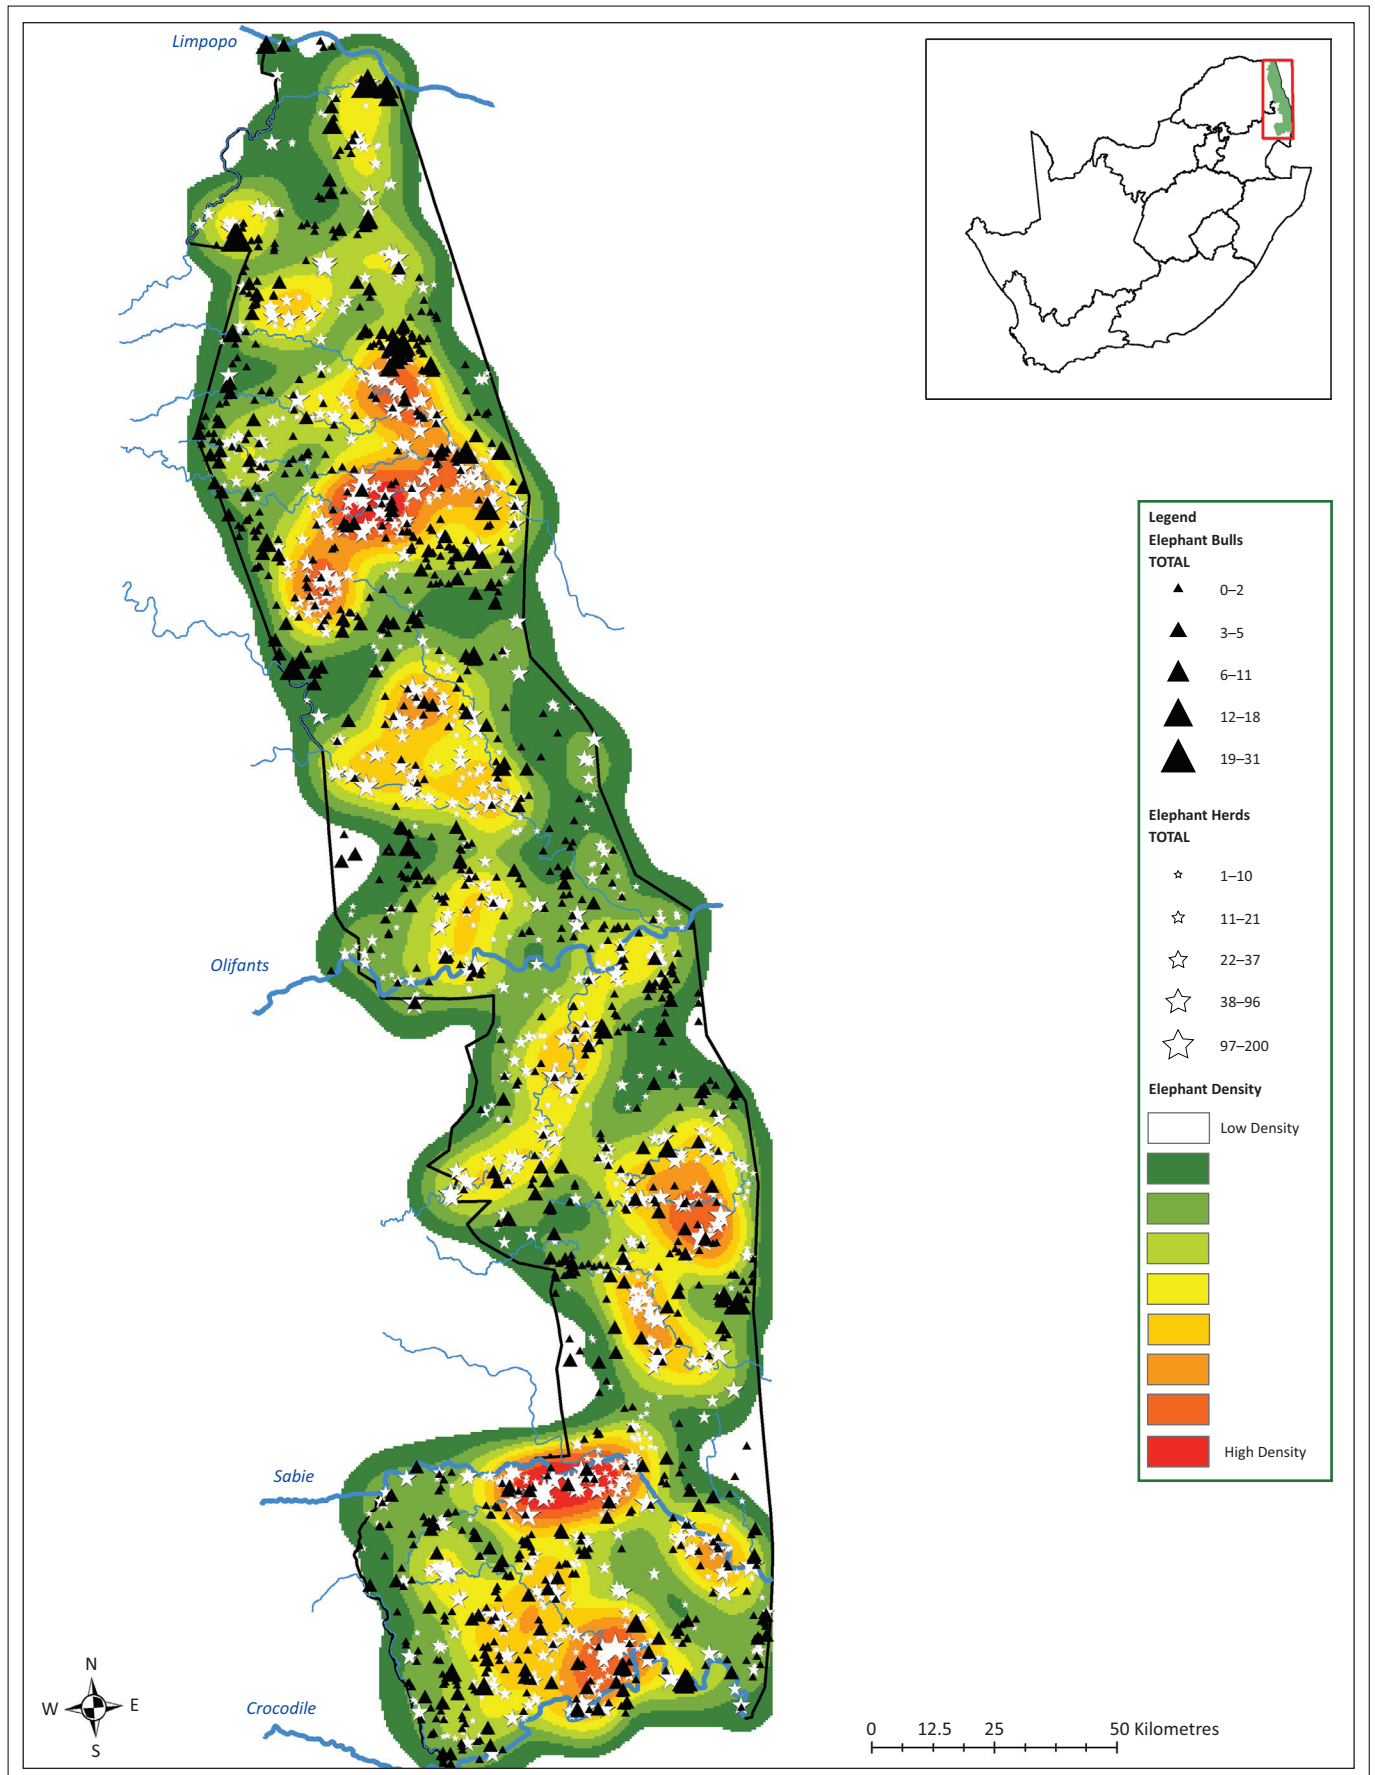 Limpopo
Olifants
Sabie
Crocodile
N
W E
S
Legend
Elephant Bulls
TOTAL
0–2
3–5
6–11
12–18
19–31
Elephant Herds
TOTAL
1–10
11–21
22–37
38–96
97–200
Elephant Density
Low Density
High Density
0 12.5 25 50 Kilometres